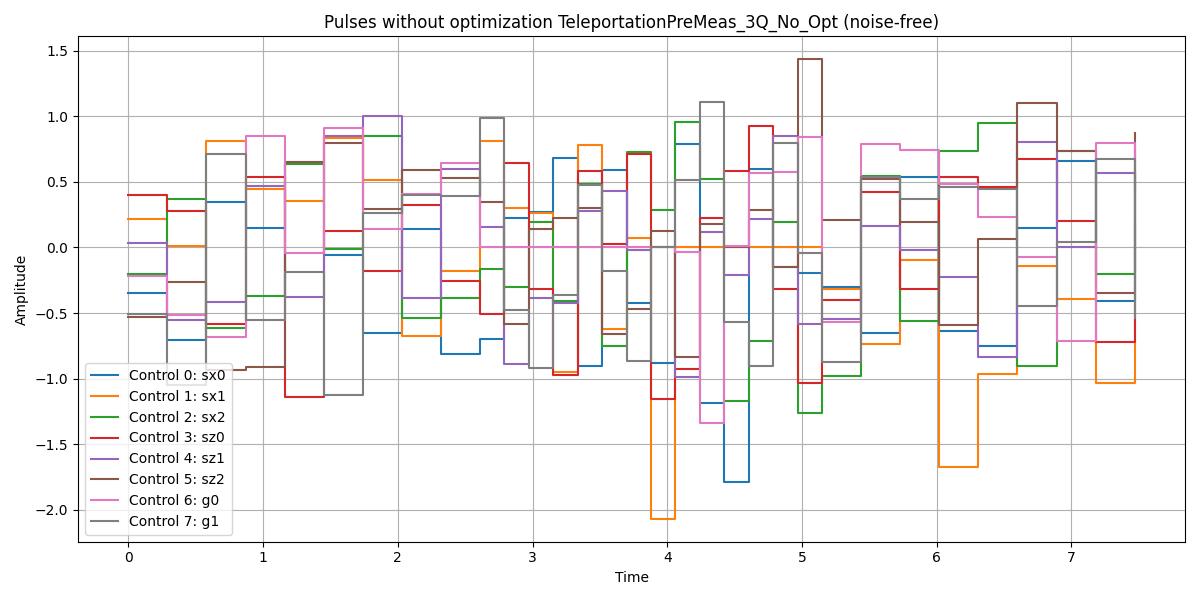 Pulses without optimization TeleportationPreMeas_3Q_No_Opt (noise-free)
Amplitude
1.5
1.0
0.5
0.0
−0.5
−1.0
−1.5
−2.0
Control 0: sx0
Control 1: sx1
Control 2: sx2
Control 3: sz0
Control 4: sz1
Control 5: sz2
Control 6: g0
Control 7: g1
0 1 2 3 4 5 6 7
Time